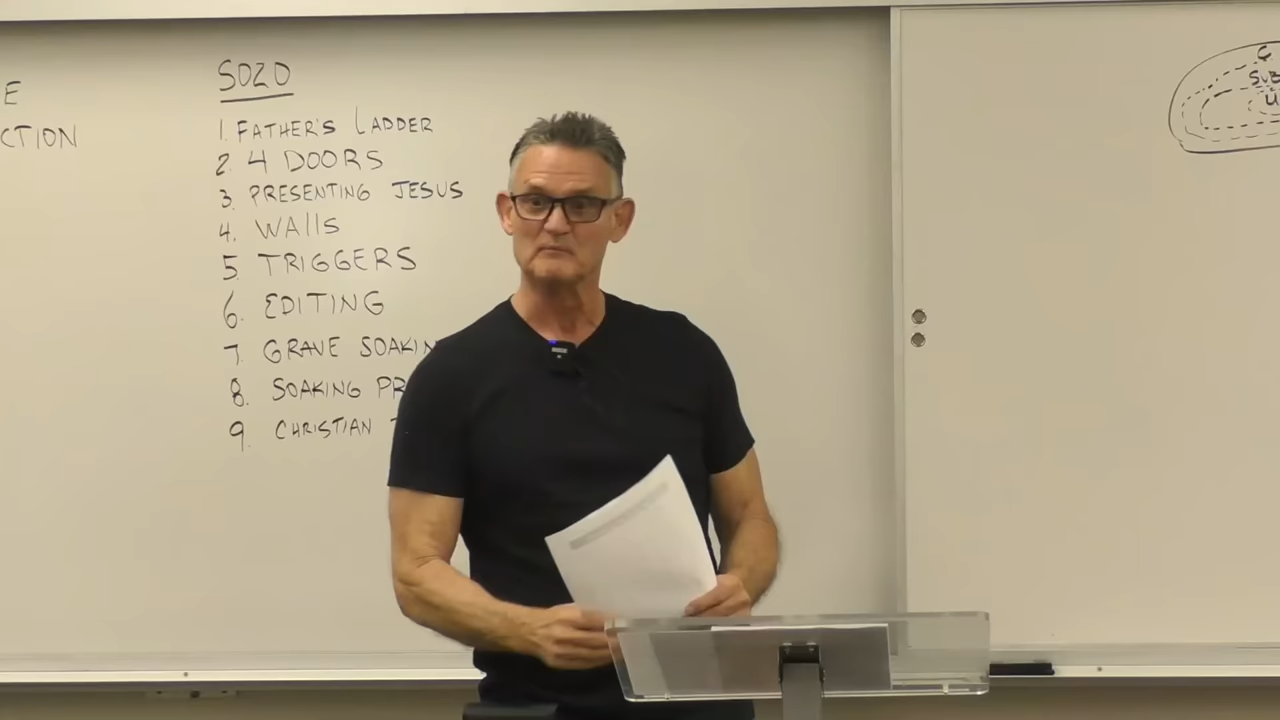 E
CTION
SOZO
1. FATHER'S LADDER
2. 4 DOORS
3. PRESENTING JESUS
4. WALLS
5 TRIGGERS
6. EDITING
7. GRAVE SOAKIN
8. SOAKING PR
9. CHRISTIAN